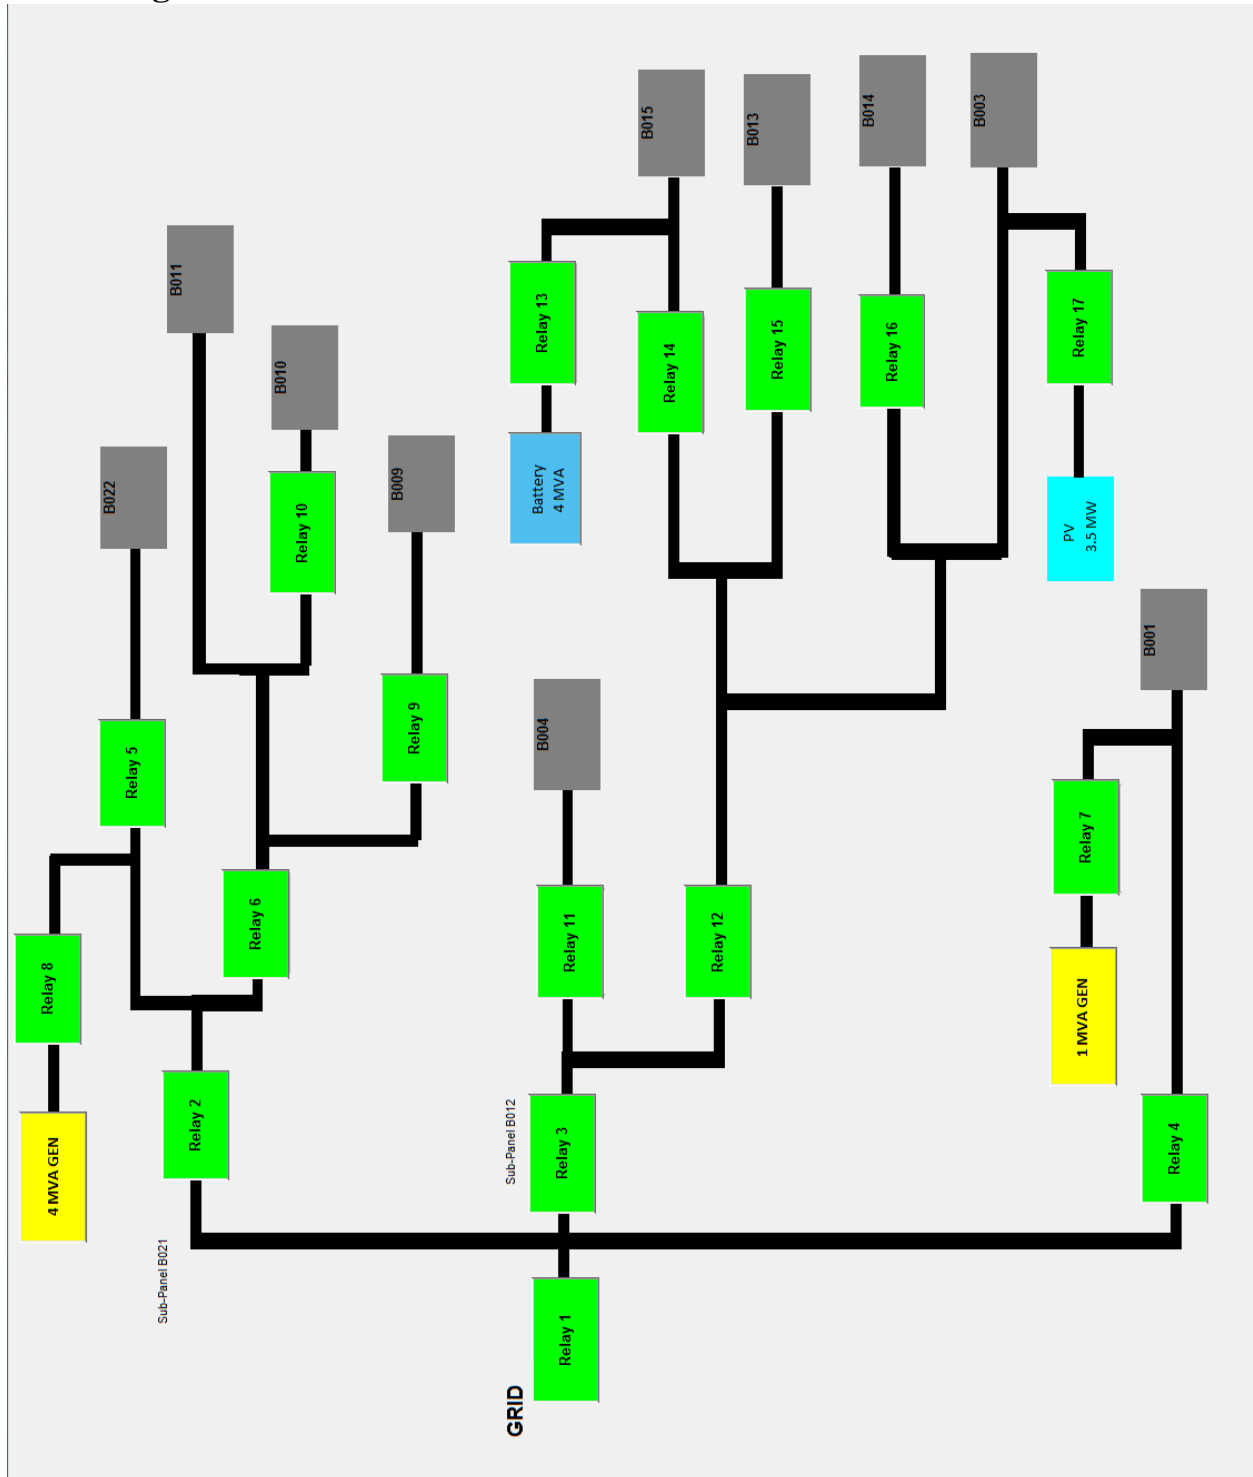 B015
B013
B014
B003
B011
B010
B022
B009
Relay 13
Relay 14
Relay 15
Relay 16
Relay 17
Battery
4 MVA
PV
3.5 MW
Relay 10
Relay 5
Relay 9
B004
B001
Relay 8
Relay 6
Relay 11
Relay 12
Relay 7
1 MVA GEN
4 MVA GEN
Relay 2
Sub-Panel B012
Relay 3
Relay 4
Sub-Panel B021
Relay 1
GRID